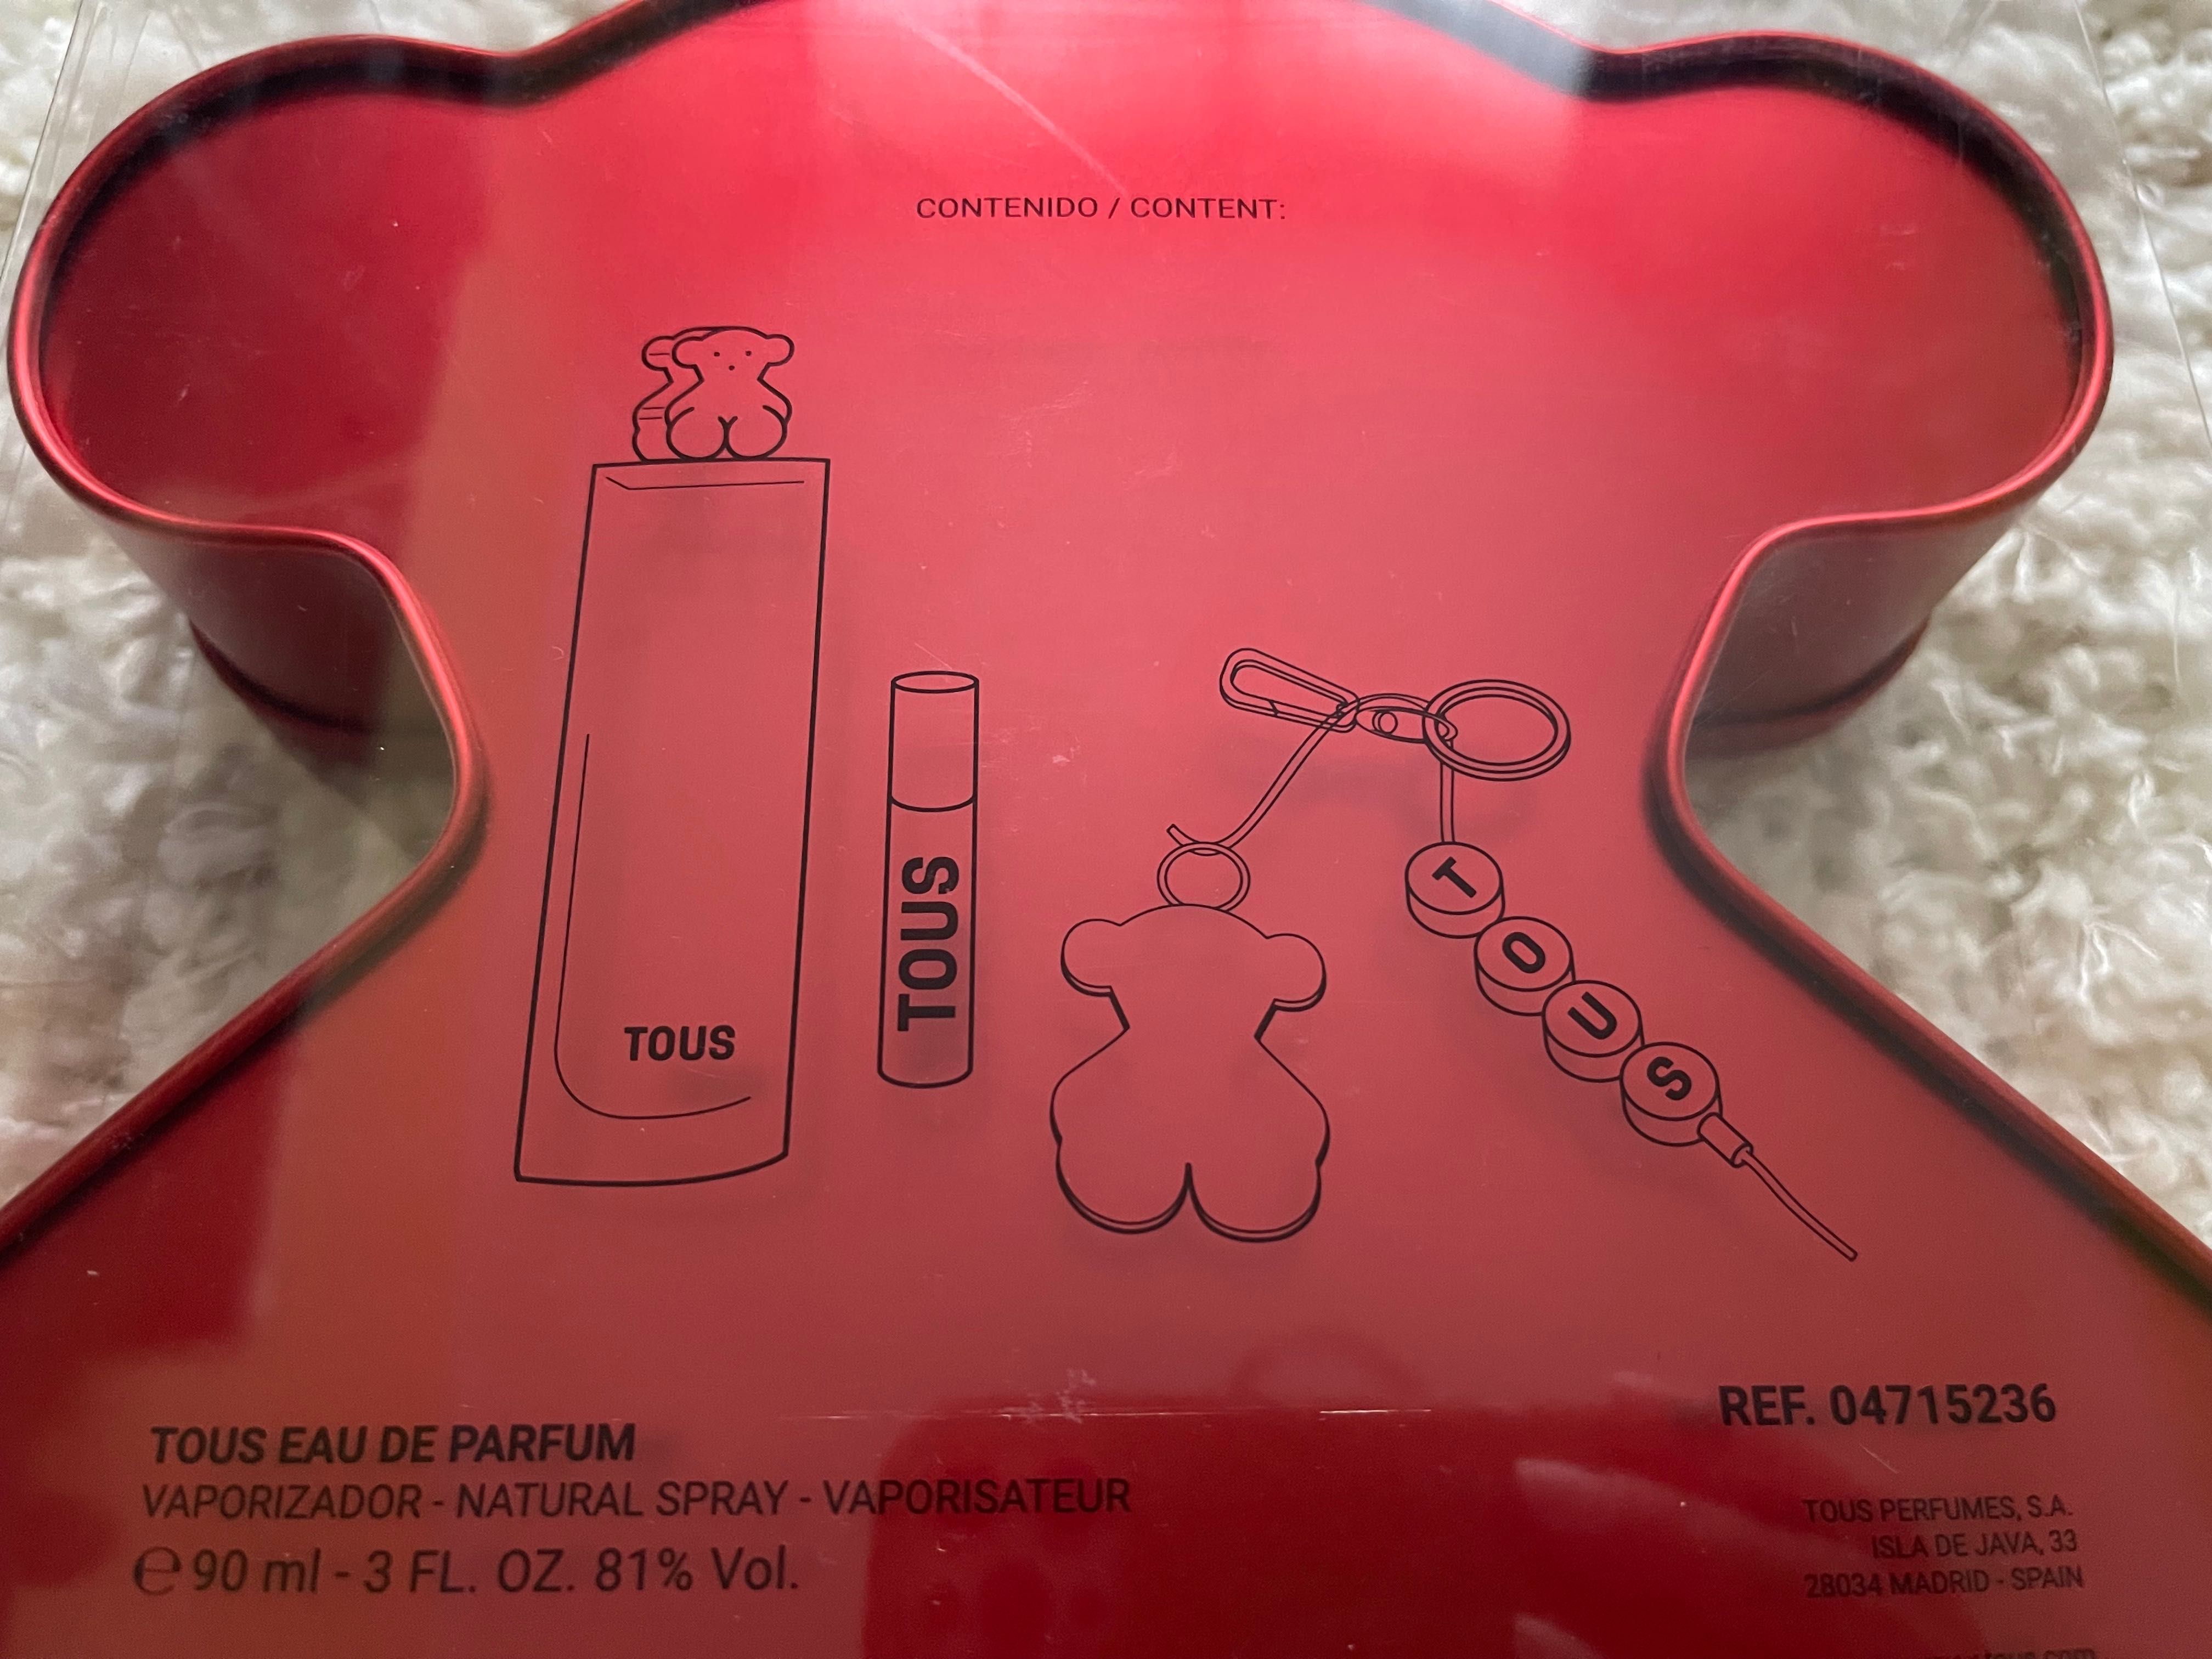 CONTENIDO / CONTENT:
TOUS
TOUS
T
O
U
S
REF. 04715236
TOUS EAU DE PARFUM
VAPORIZADOR - NATURAL SPRAY - VAPORISATEUR
℮ 90 ml - 3 FL. OZ. 81% Vol.
TOUS PERFUMES, S.A.
ISLA DE JAVA, 33
28034 MADRID - SPAIN